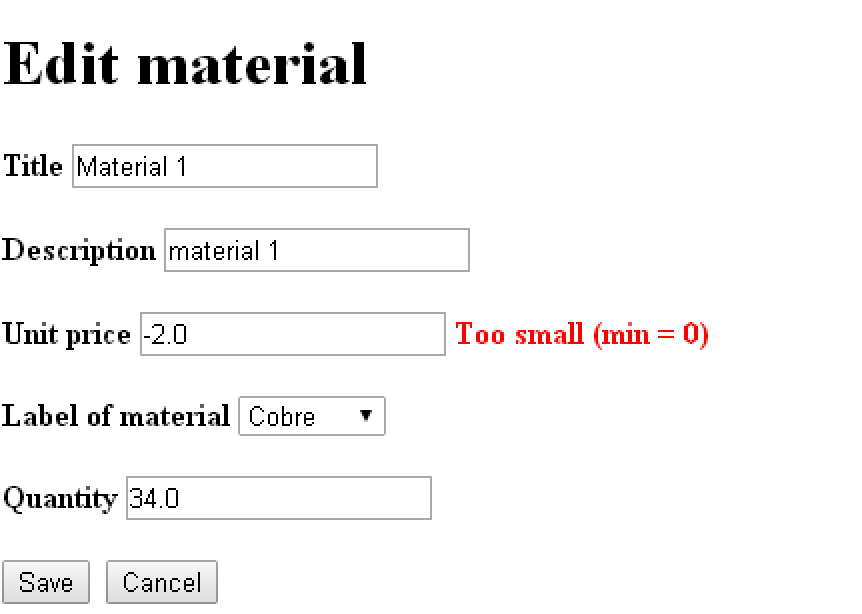 Edit material
Title Material 1
Description material 1
Unit price -2.0 Too small (min = 0)
Label of material Cobre
Quantity 34.0
Save Cancel